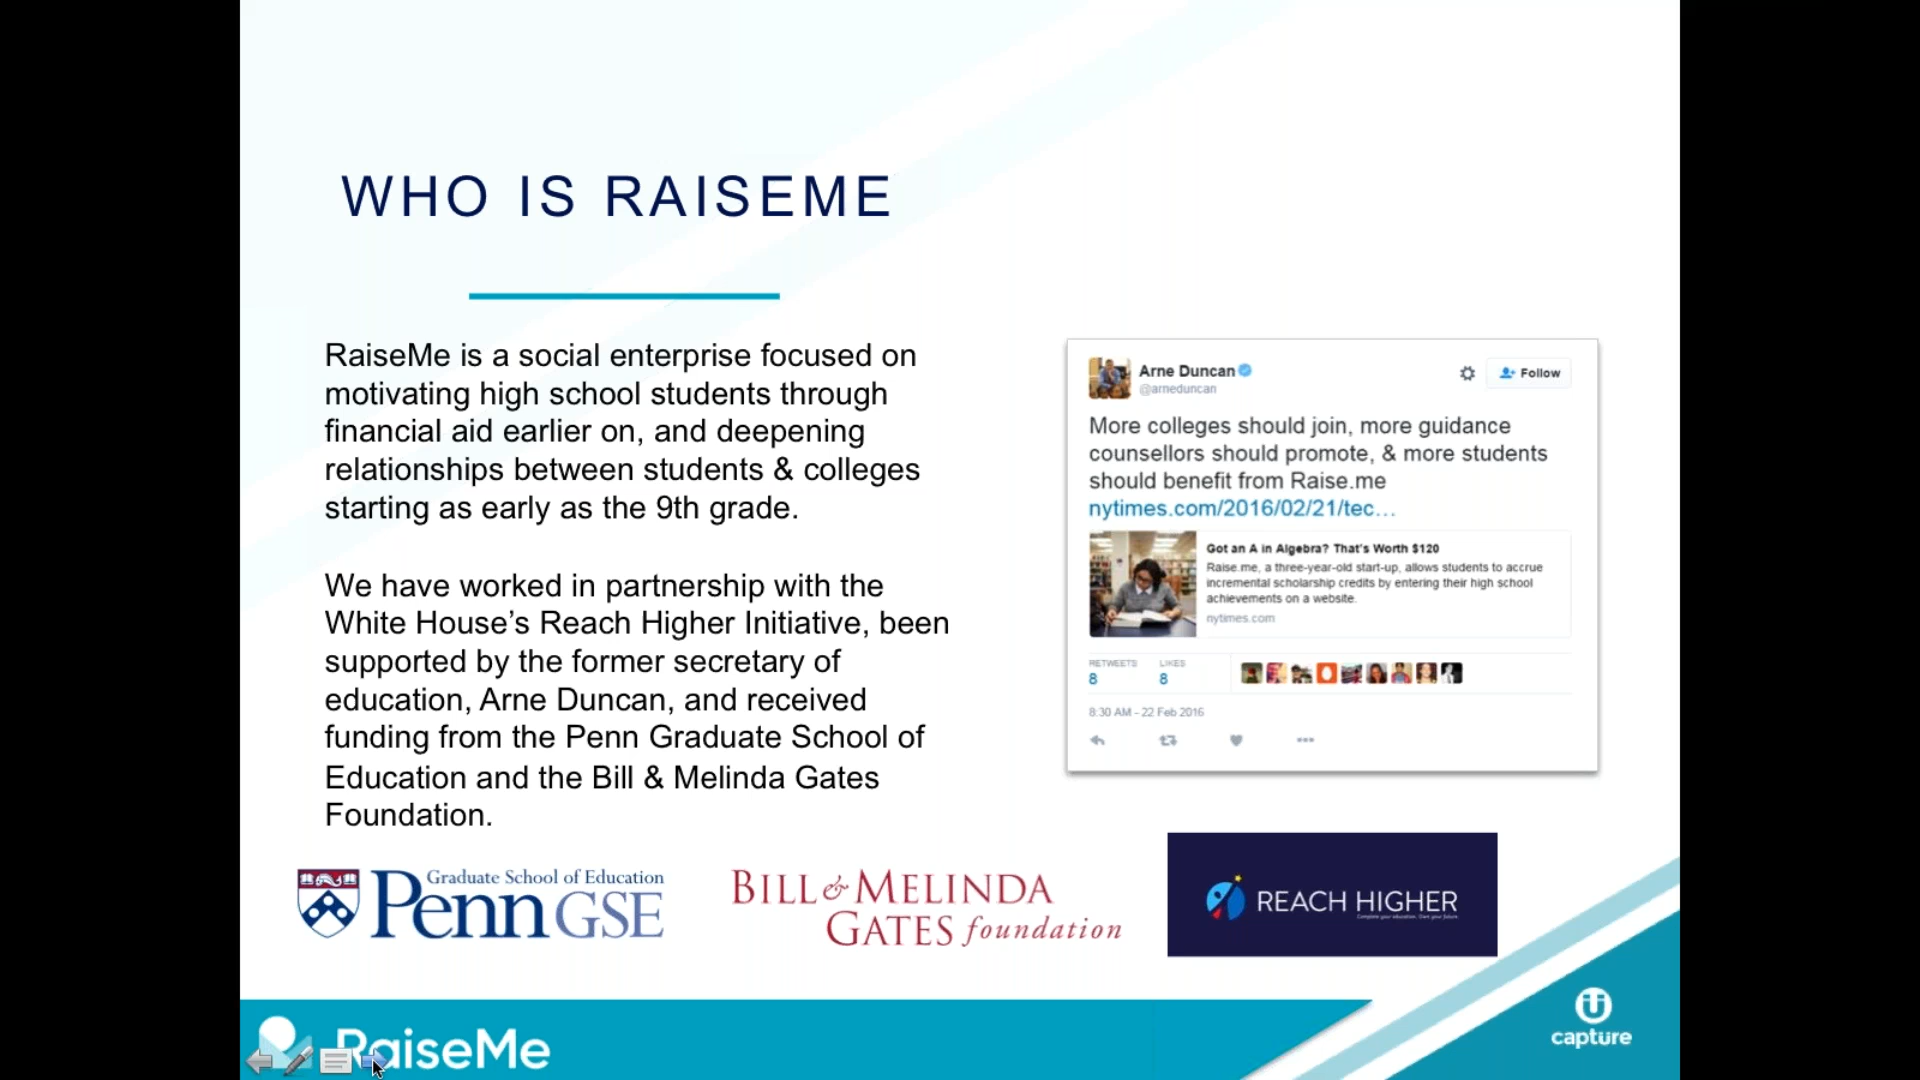 WHO IS RAISEME
RaiseMe is a social enterprise focused on
motivating high school students through
financial aid earlier on, and deepening
relationships between students & colleges
starting as early as the 9th grade.
We have worked in partnership with the
White House’s Reach Higher Initiative, been
supported by the former secretary of
education, Arne Duncan, and received
funding from the Penn Graduate School of
Education and the Bill & Melinda Gates
Foundation.
Arne Duncan
@arneduncan
Follow
More colleges should join, more guidance
counsellors should promote, & more students
should benefit from Raise.me
nytimes.com/2016/02/21/tec…
Got an A in Algebra? That's Worth $120
Raise.me, a three-year-old start-up, allows students to accrue
incremental scholarship credits by entering their high school
achievements on a website.
nytimes.com
RETWEETS LIKES
8 8
8:30 AM - 22 Feb 2016
Graduate School of Education
Penn GSE
BILL & MELINDA
GATES foundation
REACH HIGHER
Complete your education. Own your future.
RaiseMe
capture